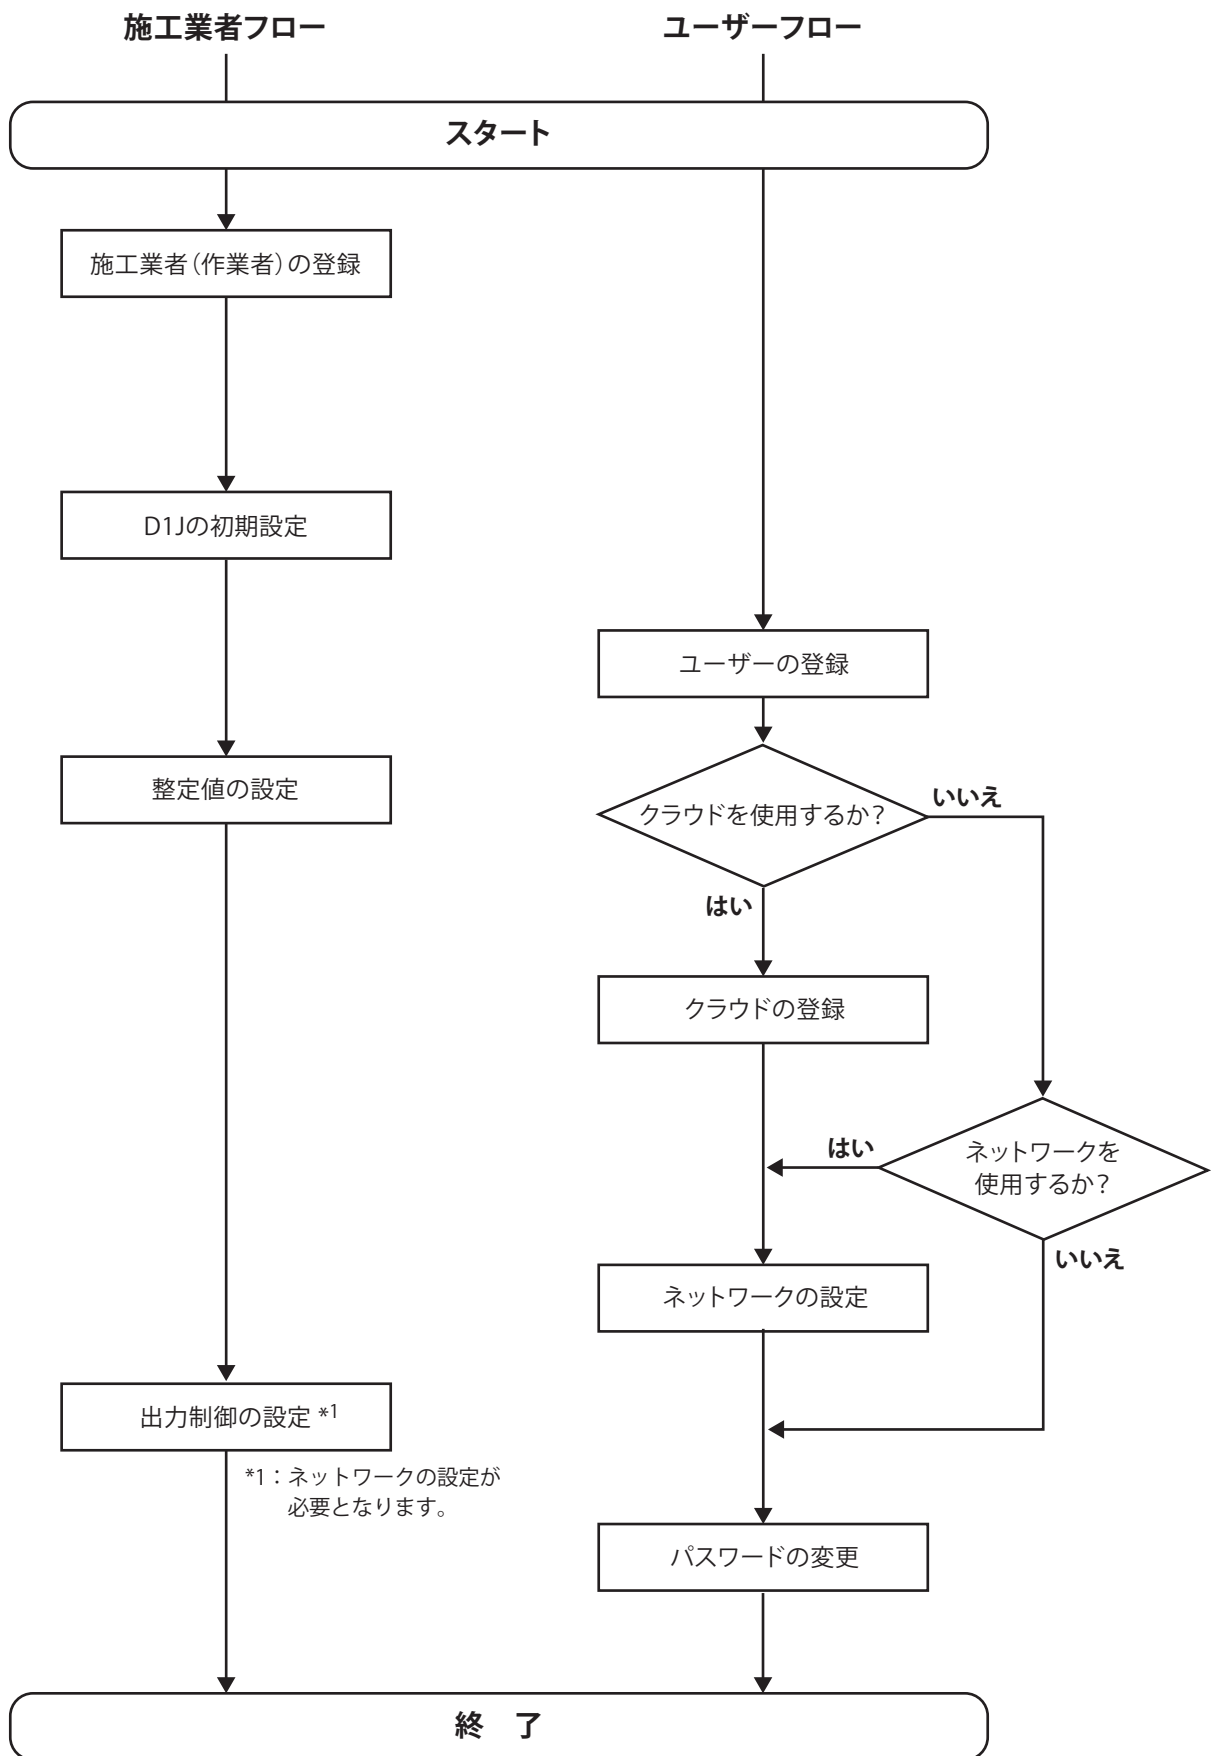 施工業者フロー
ユーザーフロー
スタート
施工業者（作業者）の登録
D1Jの初期設定
ユーザーの登録
整定値の設定
クラウドを使用するか？
いいえ
はい
クラウドの登録
はい
ネットワークを
使用するか？
いいえ
ネットワークの設定
出力制御の設定 *1
*1：ネットワークの設定が
必要となります。
パスワードの変更
終　了